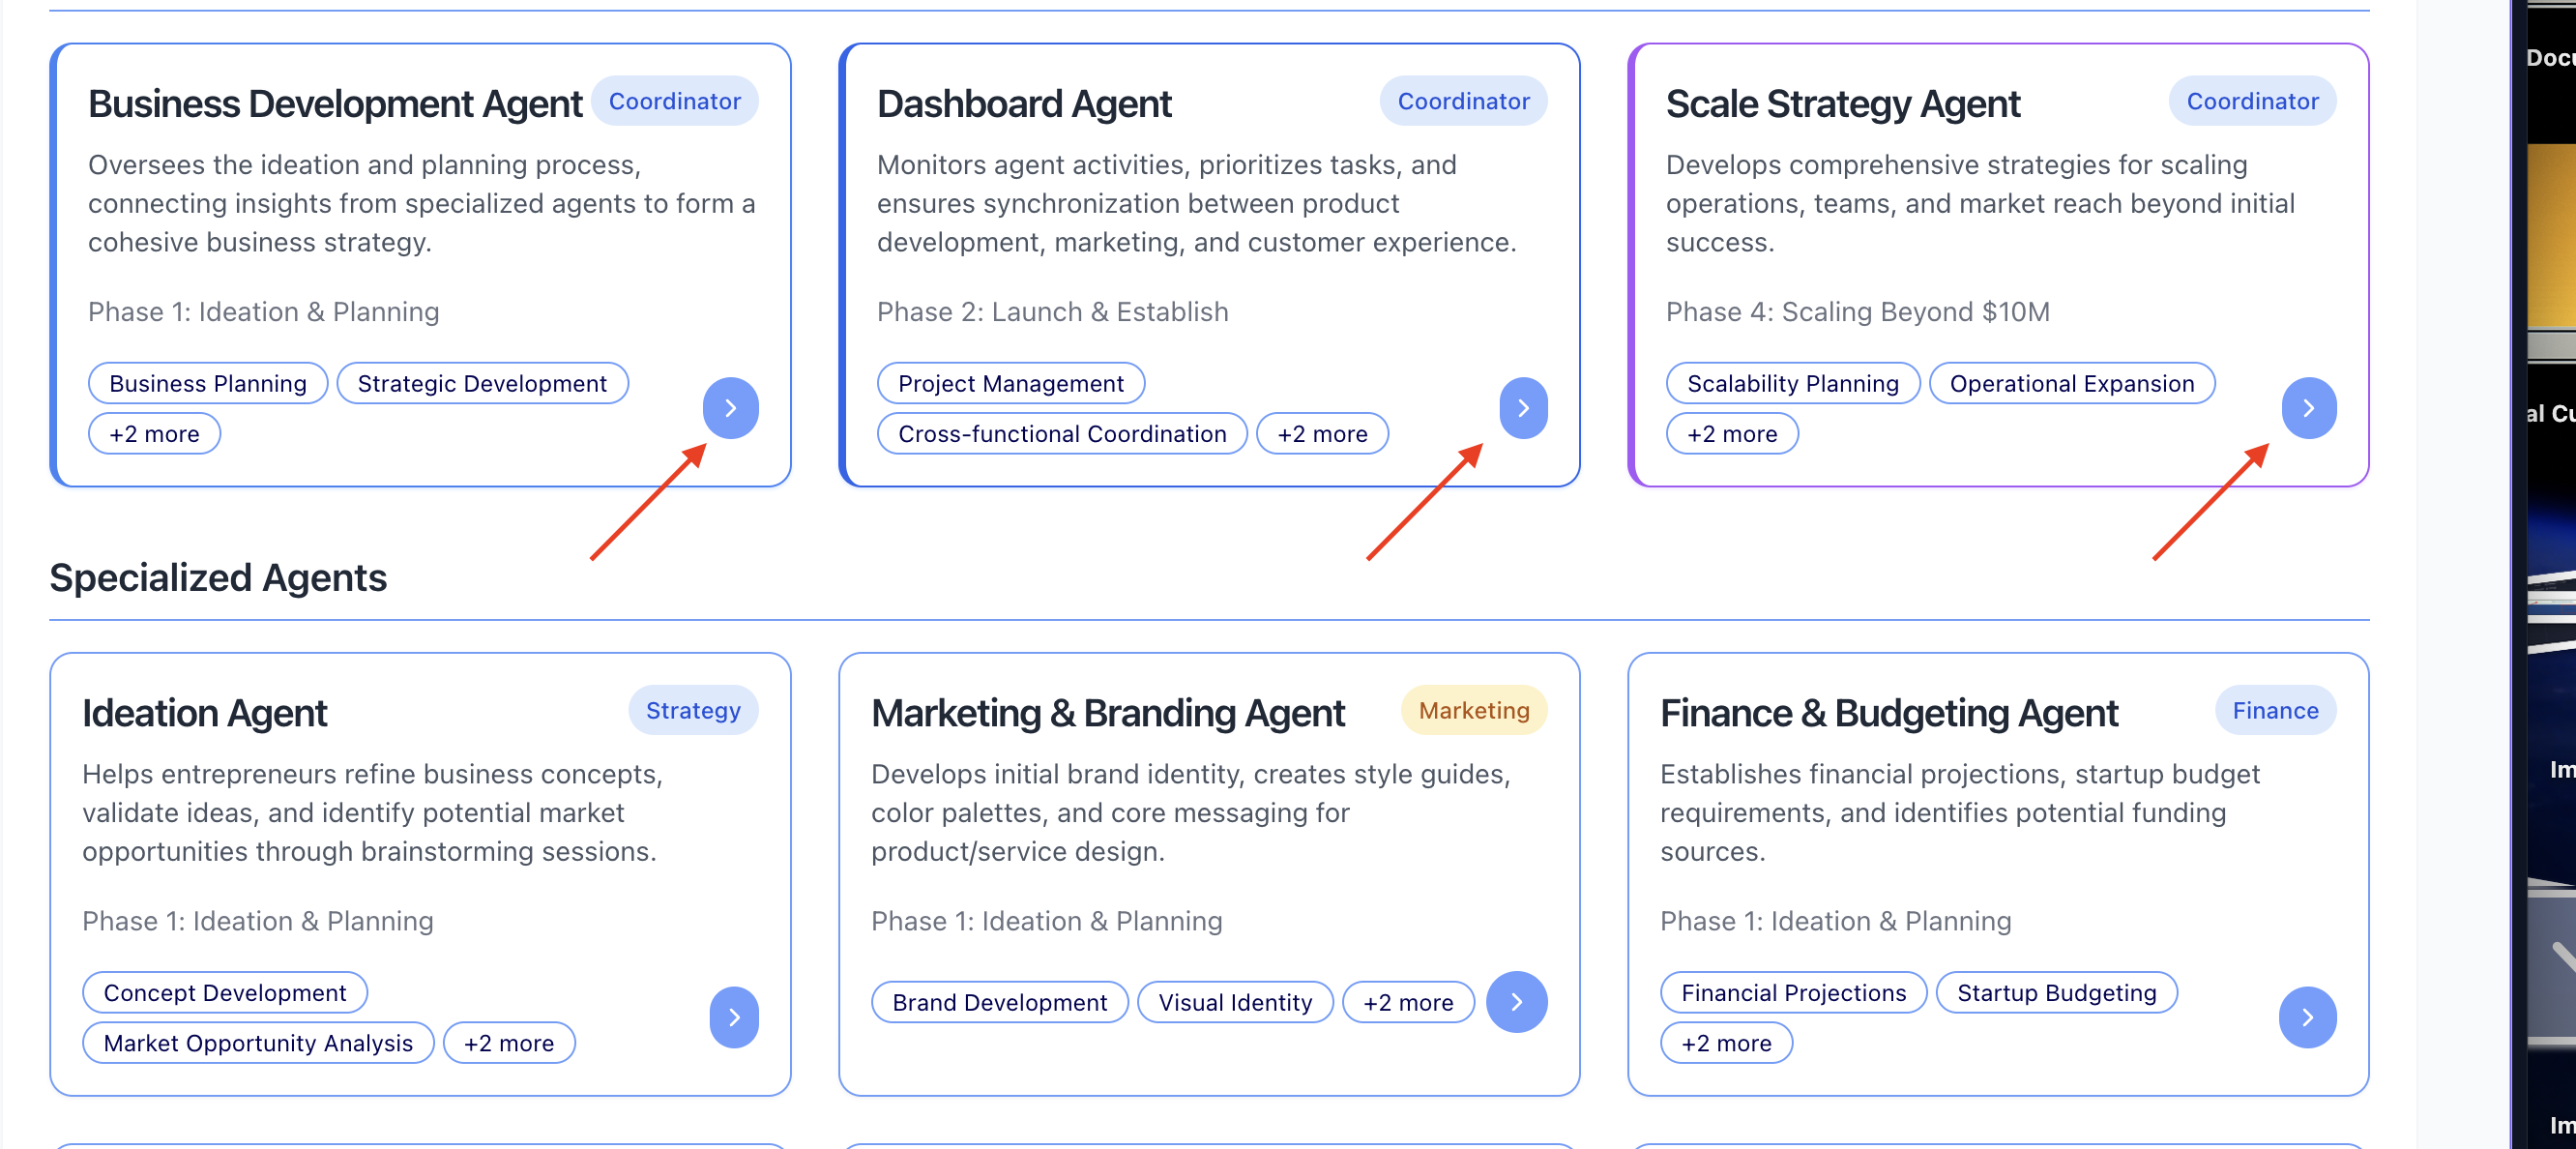 Business Development Agent
Coordinator
Oversees the ideation and planning process,
connecting insights from specialized agents to form a
cohesive business strategy.
Phase 1: Ideation & Planning
Business Planning
Strategic Development
+2 more
Dashboard Agent
Coordinator
Monitors agent activities, prioritizes tasks, and
ensures synchronization between product
development, marketing, and customer experience.
Phase 2: Launch & Establish
Project Management
Cross-functional Coordination
+2 more
Scale Strategy Agent
Coordinator
Develops comprehensive strategies for scaling
operations, teams, and market reach beyond initial
success.
Phase 4: Scaling Beyond $10M
Scalability Planning
Operational Expansion
+2 more
Specialized Agents
Ideation Agent
Strategy
Helps entrepreneurs refine business concepts,
validate ideas, and identify potential market
opportunities through brainstorming sessions.
Phase 1: Ideation & Planning
Concept Development
Market Opportunity Analysis
+2 more
Marketing & Branding Agent
Marketing
Develops initial brand identity, creates style guides,
color palettes, and core messaging for
product/service design.
Phase 1: Ideation & Planning
Brand Development
Visual Identity
+2 more
Finance & Budgeting Agent
Finance
Establishes financial projections, startup budget
requirements, and identifies potential funding
sources.
Phase 1: Ideation & Planning
Financial Projections
Startup Budgeting
+2 more